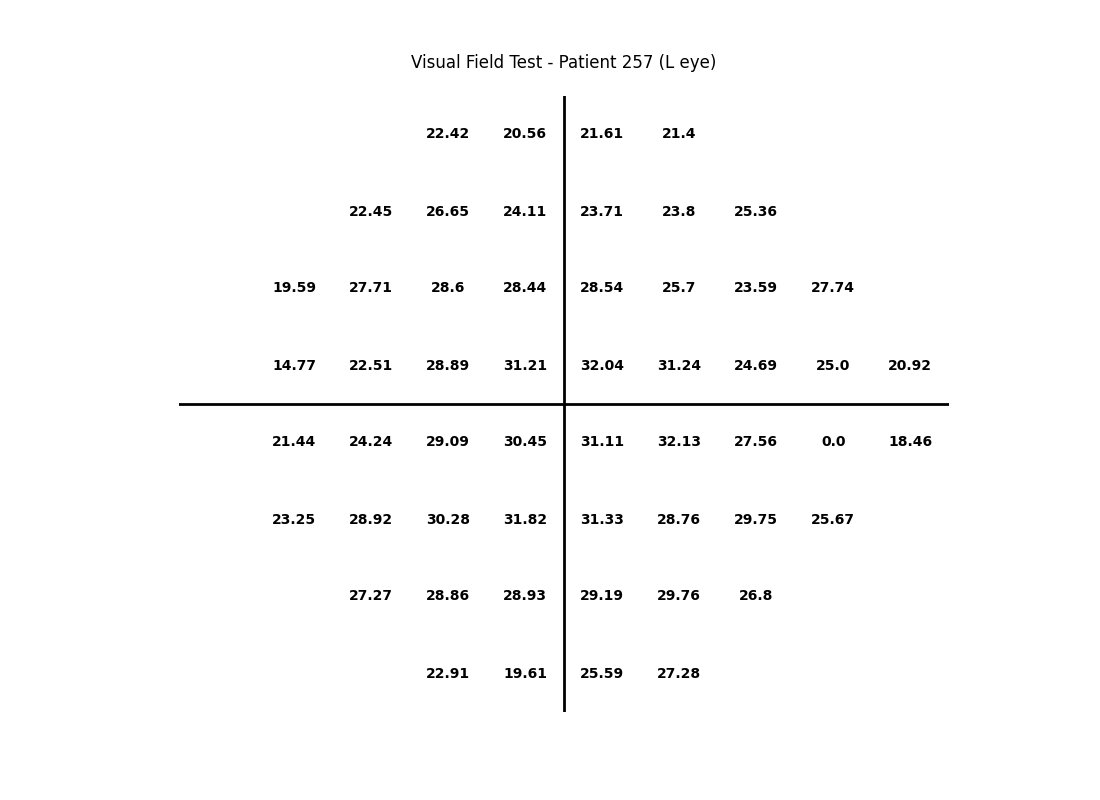 Visual Field Test - Patient 257 (L eye)
22.42 20.56 21.61 21.4
22.45 26.65 24.11 23.71 23.8 25.36
19.59 27.71 28.6 28.44 28.54 25.7 23.59 27.74
14.77 22.51 28.89 31.21 32.04 31.24 24.69 25.0 20.92
21.44 24.24 29.09 30.45 31.11 32.13 27.56 0.0 18.46
23.25 28.92 30.28 31.82 31.33 28.76 29.75 25.67
27.27 28.86 28.93 29.19 29.76 26.8
22.91 19.61 25.59 27.28